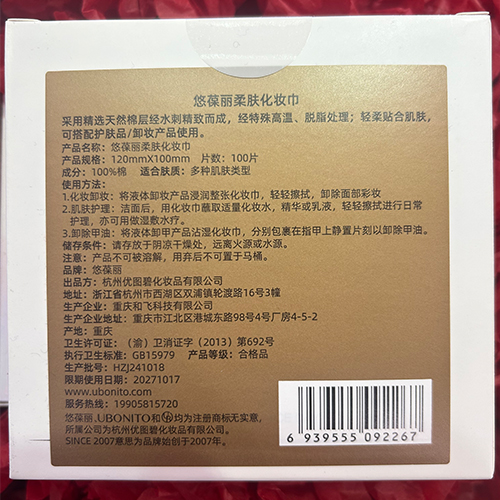 悠葆丽柔肤化妆巾
采用精选天然棉层经水刺精致而成，经特殊高温、脱脂处理；轻柔贴合肌肤，
可搭配护肤品/卸妆产品使用。
产品名称：悠葆丽柔肤化妆巾
产品规格：120mmX100mm 片数：100片
成分：100%棉 适合肤质：多种肌肤类型
使用方法：
1.化妆卸妆：将液体卸妆产品浸润整张化妆巾，轻轻擦拭，卸除面部彩妆
2.肌肤护理：洁面后，用化妆巾蘸取适量化妆水，精华或乳液，轻轻擦拭进行日常
护理，亦可用做湿敷水疗。
3.卸除甲油：将液体卸甲产品沾湿化妆巾，分别包裹在指甲上静置片刻以卸除甲油。
储存条件：请存放于阴凉干燥处，远离火源或水源。
注意：产品不可被溶解，用弃后不可置于马桶。
品牌：悠葆丽
出品方：杭州优图碧化妆品有限公司
地址：浙江省杭州市西湖区双浦镇轮渡路16号3幢
生产企业：重庆和飞科技有限公司
生产企业地址：重庆市江北区港城东路98号4号厂房4-5-2
产地：重庆
卫生许可证：（渝）卫消证字（2013）第692号
执行卫生标准：GB15979 产品等级：合格品
生产批号：HZJ241018
限期使用日期：20271017
www.ubonito.com
服务热线：19905815720
悠葆丽、UBONITO和 均为注册商标无实意，
所属公司为杭州优图碧化妆品有限公司
SINCE 2007意思为品牌始创于2007年。
6 939555 092267